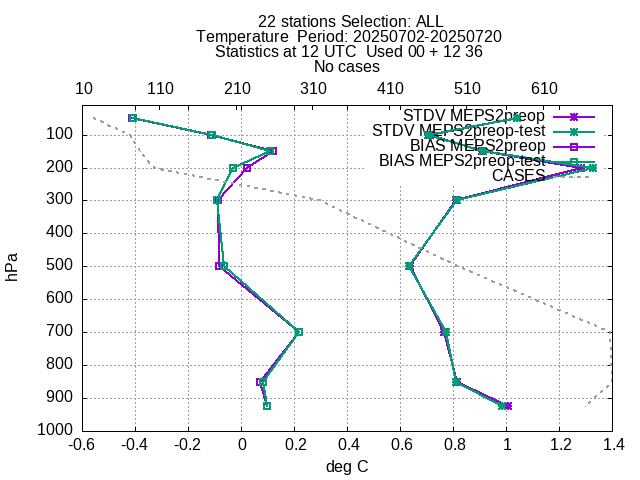 22 stations Selection: ALL
Temperature  Period: 20250702-20250720
Statistics at 12 UTC  Used 00 + 12 36
No cases
10 110 210 310 410 510 610
STDV MEPS2preop
STDV MEPS2preop-test
BIAS MEPS2preop
BIAS MEPS2preop-test
CASES
100
200
300
400
500
600
700
800
900
1000
hPa
-0.6 -0.4 -0.2 0 0.2 0.4 0.6 0.8 1 1.2 1.4
deg C